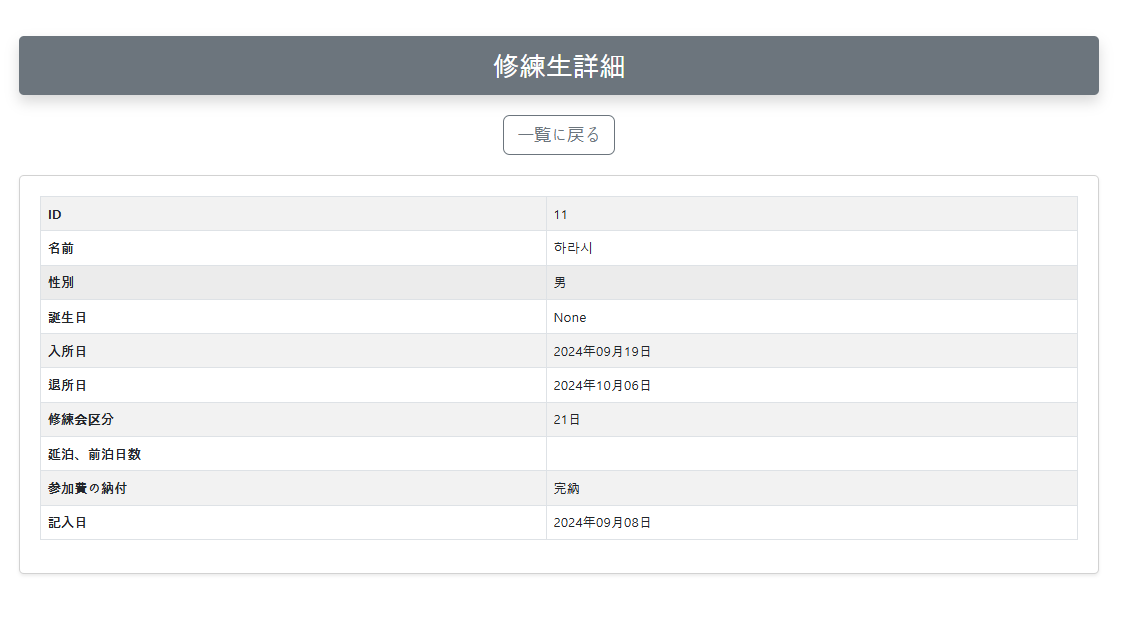 修練生詳細
一覧に戻る
ID 11
名前 하라시
性別 男
誕生日 None
入所日 2024年09月19日
退所日 2024年10月06日
修練会区分 21日
延泊、前泊日数
参加費の納付 完納
記入日 2024年09月08日